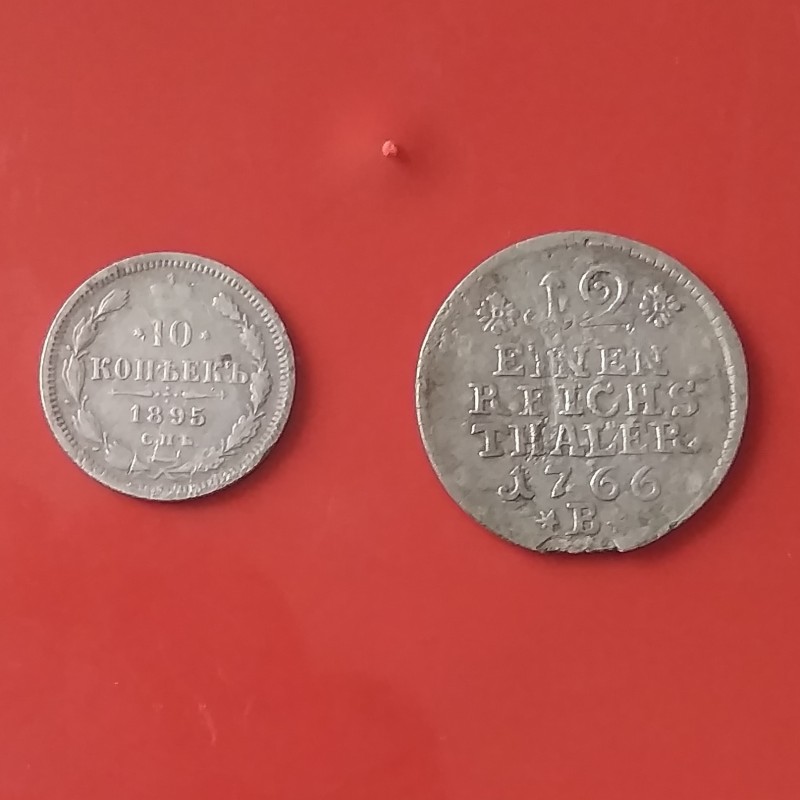 10
КОПѢЕКЪ
1895
С.П.Б.
12
EINEN
REICHS
THALER.
1766
*B.